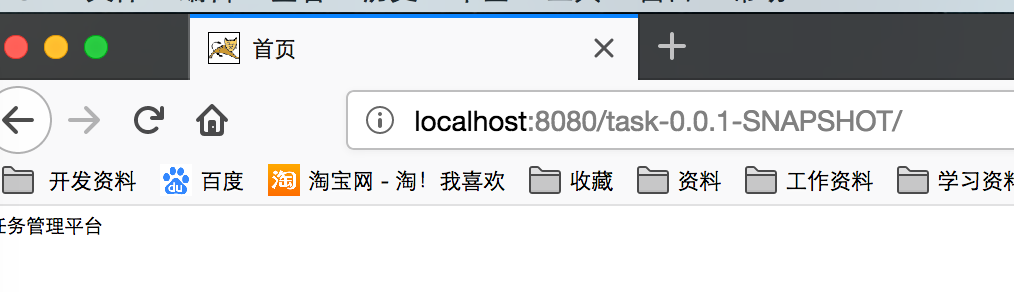 首页
localhost:8080/task-0.0.1-SNAPSHOT/
开发资料 du 百度 淘 淘宝网 - 淘！我喜欢 收藏 资料 工作资料 学习资料
任务管理平台